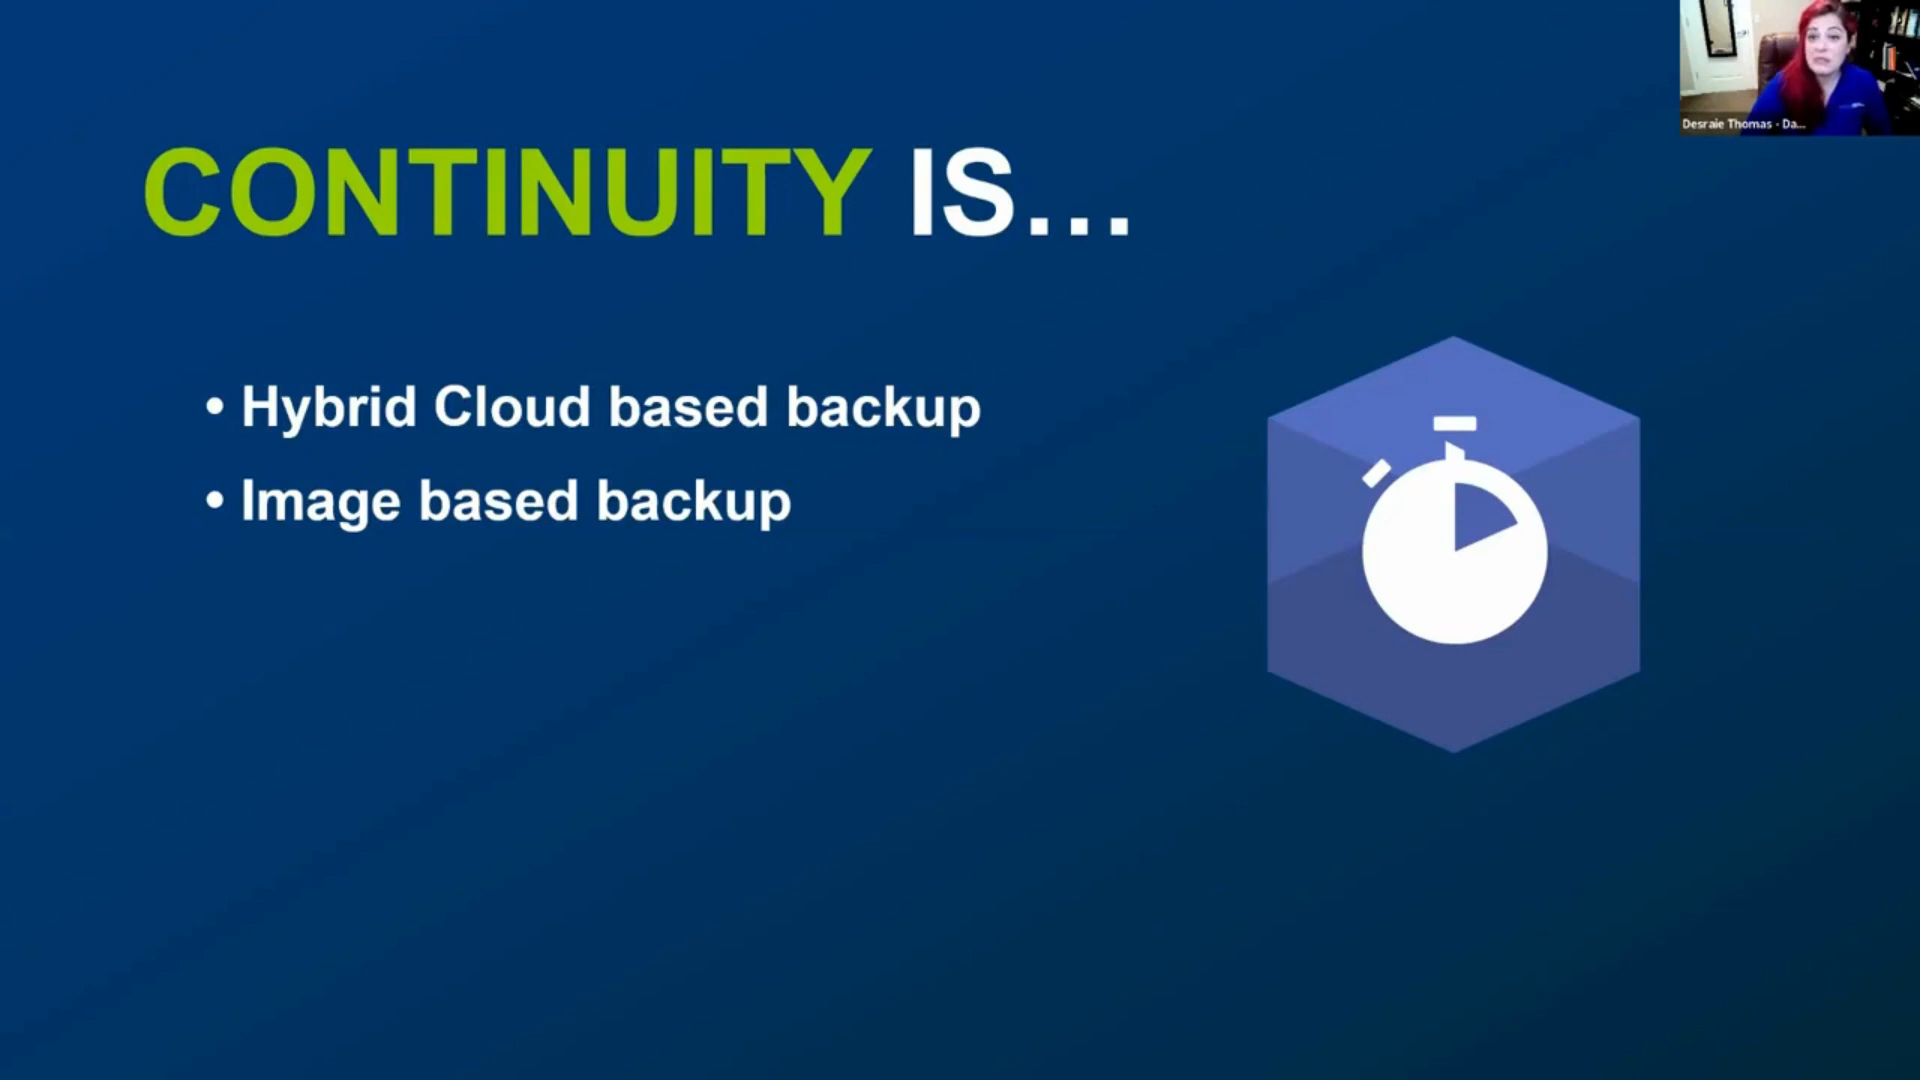 Desraie Thomas - Da...
CONTINUITY IS...
• Hybrid Cloud based backup
• Image based backup